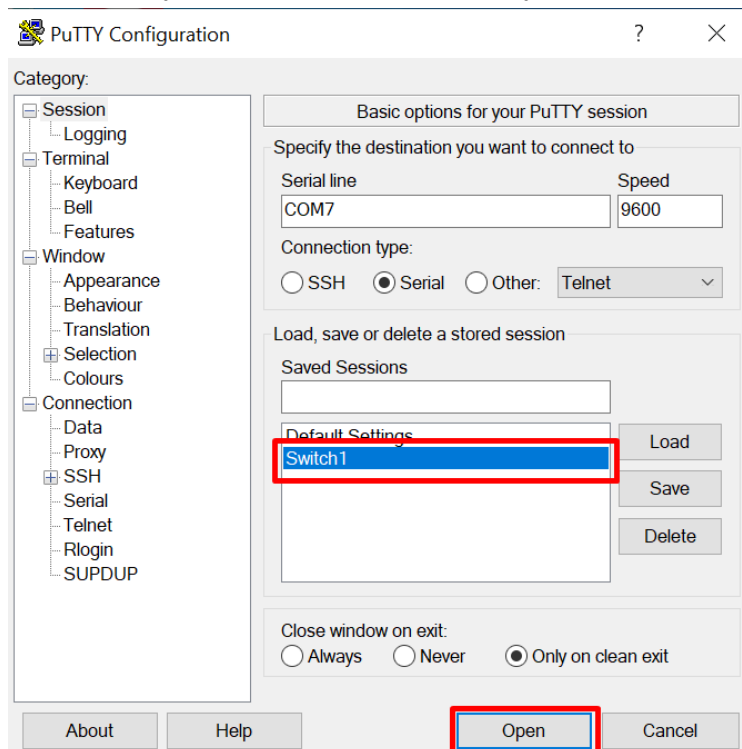 PuTTY Configuration
?
Category:
Session
Logging
Terminal
Keyboard
Bell
Features
Window
Appearance
Behaviour
Translation
Selection
Colours
Connection
Data
Proxy
SSH
Serial
Telnet
Rlogin
SUPDUP
Basic options for your PuTTY session
Specify the destination you want to connect to
Serial line Speed
COM7 9600
Connection type:
SSH Serial Other: Telnet
Load, save or delete a stored session
Saved Sessions
Default Settings
Switch1
Load
Save
Delete
Close window on exit:
Always Never Only on clean exit
About Help Open Cancel